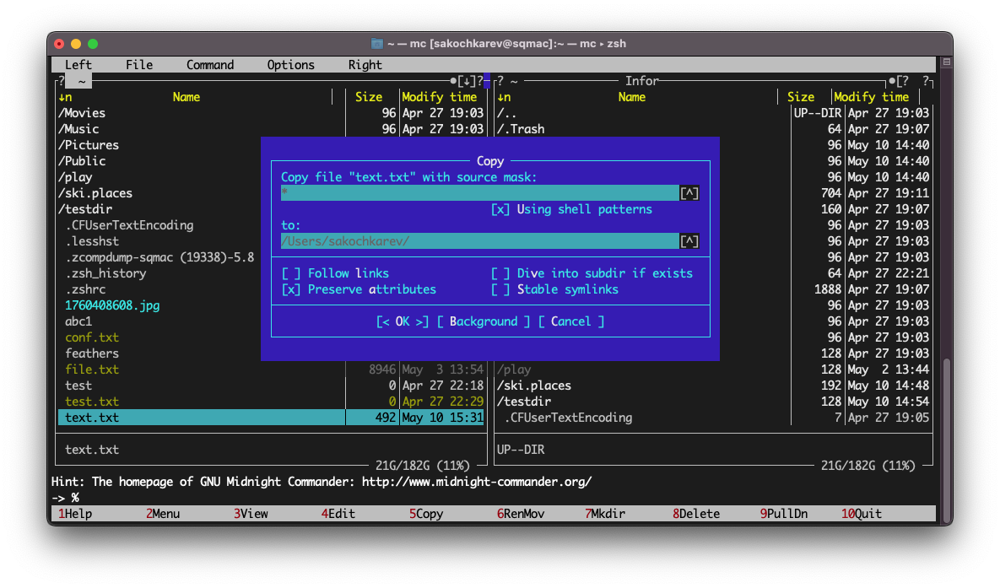 ~ — mc [sakochkarev@sqmac]:~ — mc ▸ zsh
Left File Command Options Right
? ~ ●[↓]? ? ~ Infor ●[? ?
↓n Name Size Modify time ↓n Name Size Modify time
/Movies 96 Apr 27 19:03 /.. UP--DIR Apr 27 19:03
/Music 96 Apr 27 19:03 /.Trash 64 Apr 27 19:07
/Pictures 96 May 10 14:40
/Public Copy 96 May 10 14:40
/play Copy file "text.txt" with source mask: 96 May 10 14:40
/ski.places * [^] 704 Apr 27 19:11
/testdir [x] Using shell patterns 160 Apr 27 19:07
.CFUserTextEncoding to: 96 Apr 27 19:03
.lesshst /Users/sakochkarev/ [^] 96 Apr 27 19:03
.zcompdump-sqmac (19338)-5.8 96 Apr 27 19:03
.zsh_history [ ] Follow links [ ] Dive into subdir if exists 64 Apr 27 22:21
.zshrc [x] Preserve attributes [ ] Stable symlinks 1888 Apr 27 19:07
1760408608.jpg 96 Apr 27 19:03
abc1 [< OK >] [ Background ] [ Cancel ] 96 Apr 27 19:03
conf.txt 96 Apr 27 19:03
feathers 128 Apr 27 19:03
file.txt 8946 May 3 13:54 /play 128 May 2 13:44
test 0 Apr 27 22:18 /ski.places 192 May 10 14:48
test.txt 0 Apr 27 22:29 /testdir 128 May 10 14:54
text.txt 492 May 10 15:31 .CFUserTextEncoding 7 Apr 27 19:05
text.txt UP--DIR
21G/182G (11%) 21G/182G (11%)
Hint: The homepage of GNU Midnight Commander: http://www.midnight-commander.org/
-> %
1Help 2Menu 3View 4Edit 5Copy 6RenMov 7Mkdir 8Delete 9PullDn 10Quit